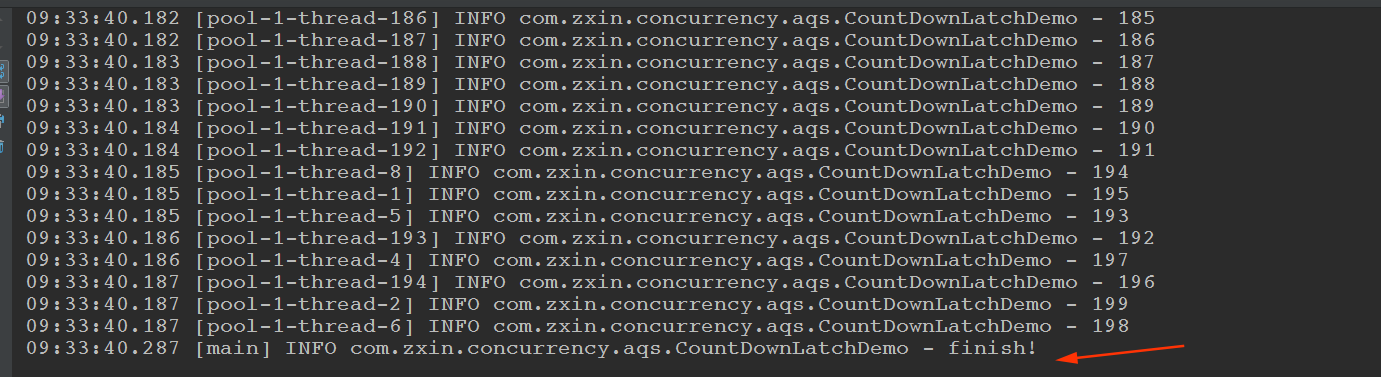 09:33:40.182 [pool-1-thread-186] INFO com.zxin.concurrency.aqs.CountDownLatchDemo - 185
09:33:40.182 [pool-1-thread-187] INFO com.zxin.concurrency.aqs.CountDownLatchDemo - 186
09:33:40.183 [pool-1-thread-188] INFO com.zxin.concurrency.aqs.CountDownLatchDemo - 187
09:33:40.183 [pool-1-thread-189] INFO com.zxin.concurrency.aqs.CountDownLatchDemo - 188
09:33:40.183 [pool-1-thread-190] INFO com.zxin.concurrency.aqs.CountDownLatchDemo - 189
09:33:40.184 [pool-1-thread-191] INFO com.zxin.concurrency.aqs.CountDownLatchDemo - 190
09:33:40.184 [pool-1-thread-192] INFO com.zxin.concurrency.aqs.CountDownLatchDemo - 191
09:33:40.185 [pool-1-thread-8] INFO com.zxin.concurrency.aqs.CountDownLatchDemo - 194
09:33:40.185 [pool-1-thread-1] INFO com.zxin.concurrency.aqs.CountDownLatchDemo - 195
09:33:40.185 [pool-1-thread-5] INFO com.zxin.concurrency.aqs.CountDownLatchDemo - 193
09:33:40.186 [pool-1-thread-193] INFO com.zxin.concurrency.aqs.CountDownLatchDemo - 192
09:33:40.186 [pool-1-thread-4] INFO com.zxin.concurrency.aqs.CountDownLatchDemo - 197
09:33:40.187 [pool-1-thread-194] INFO com.zxin.concurrency.aqs.CountDownLatchDemo - 196
09:33:40.187 [pool-1-thread-2] INFO com.zxin.concurrency.aqs.CountDownLatchDemo - 199
09:33:40.187 [pool-1-thread-6] INFO com.zxin.concurrency.aqs.CountDownLatchDemo - 198
09:33:40.287 [main] INFO com.zxin.concurrency.aqs.CountDownLatchDemo - finish!